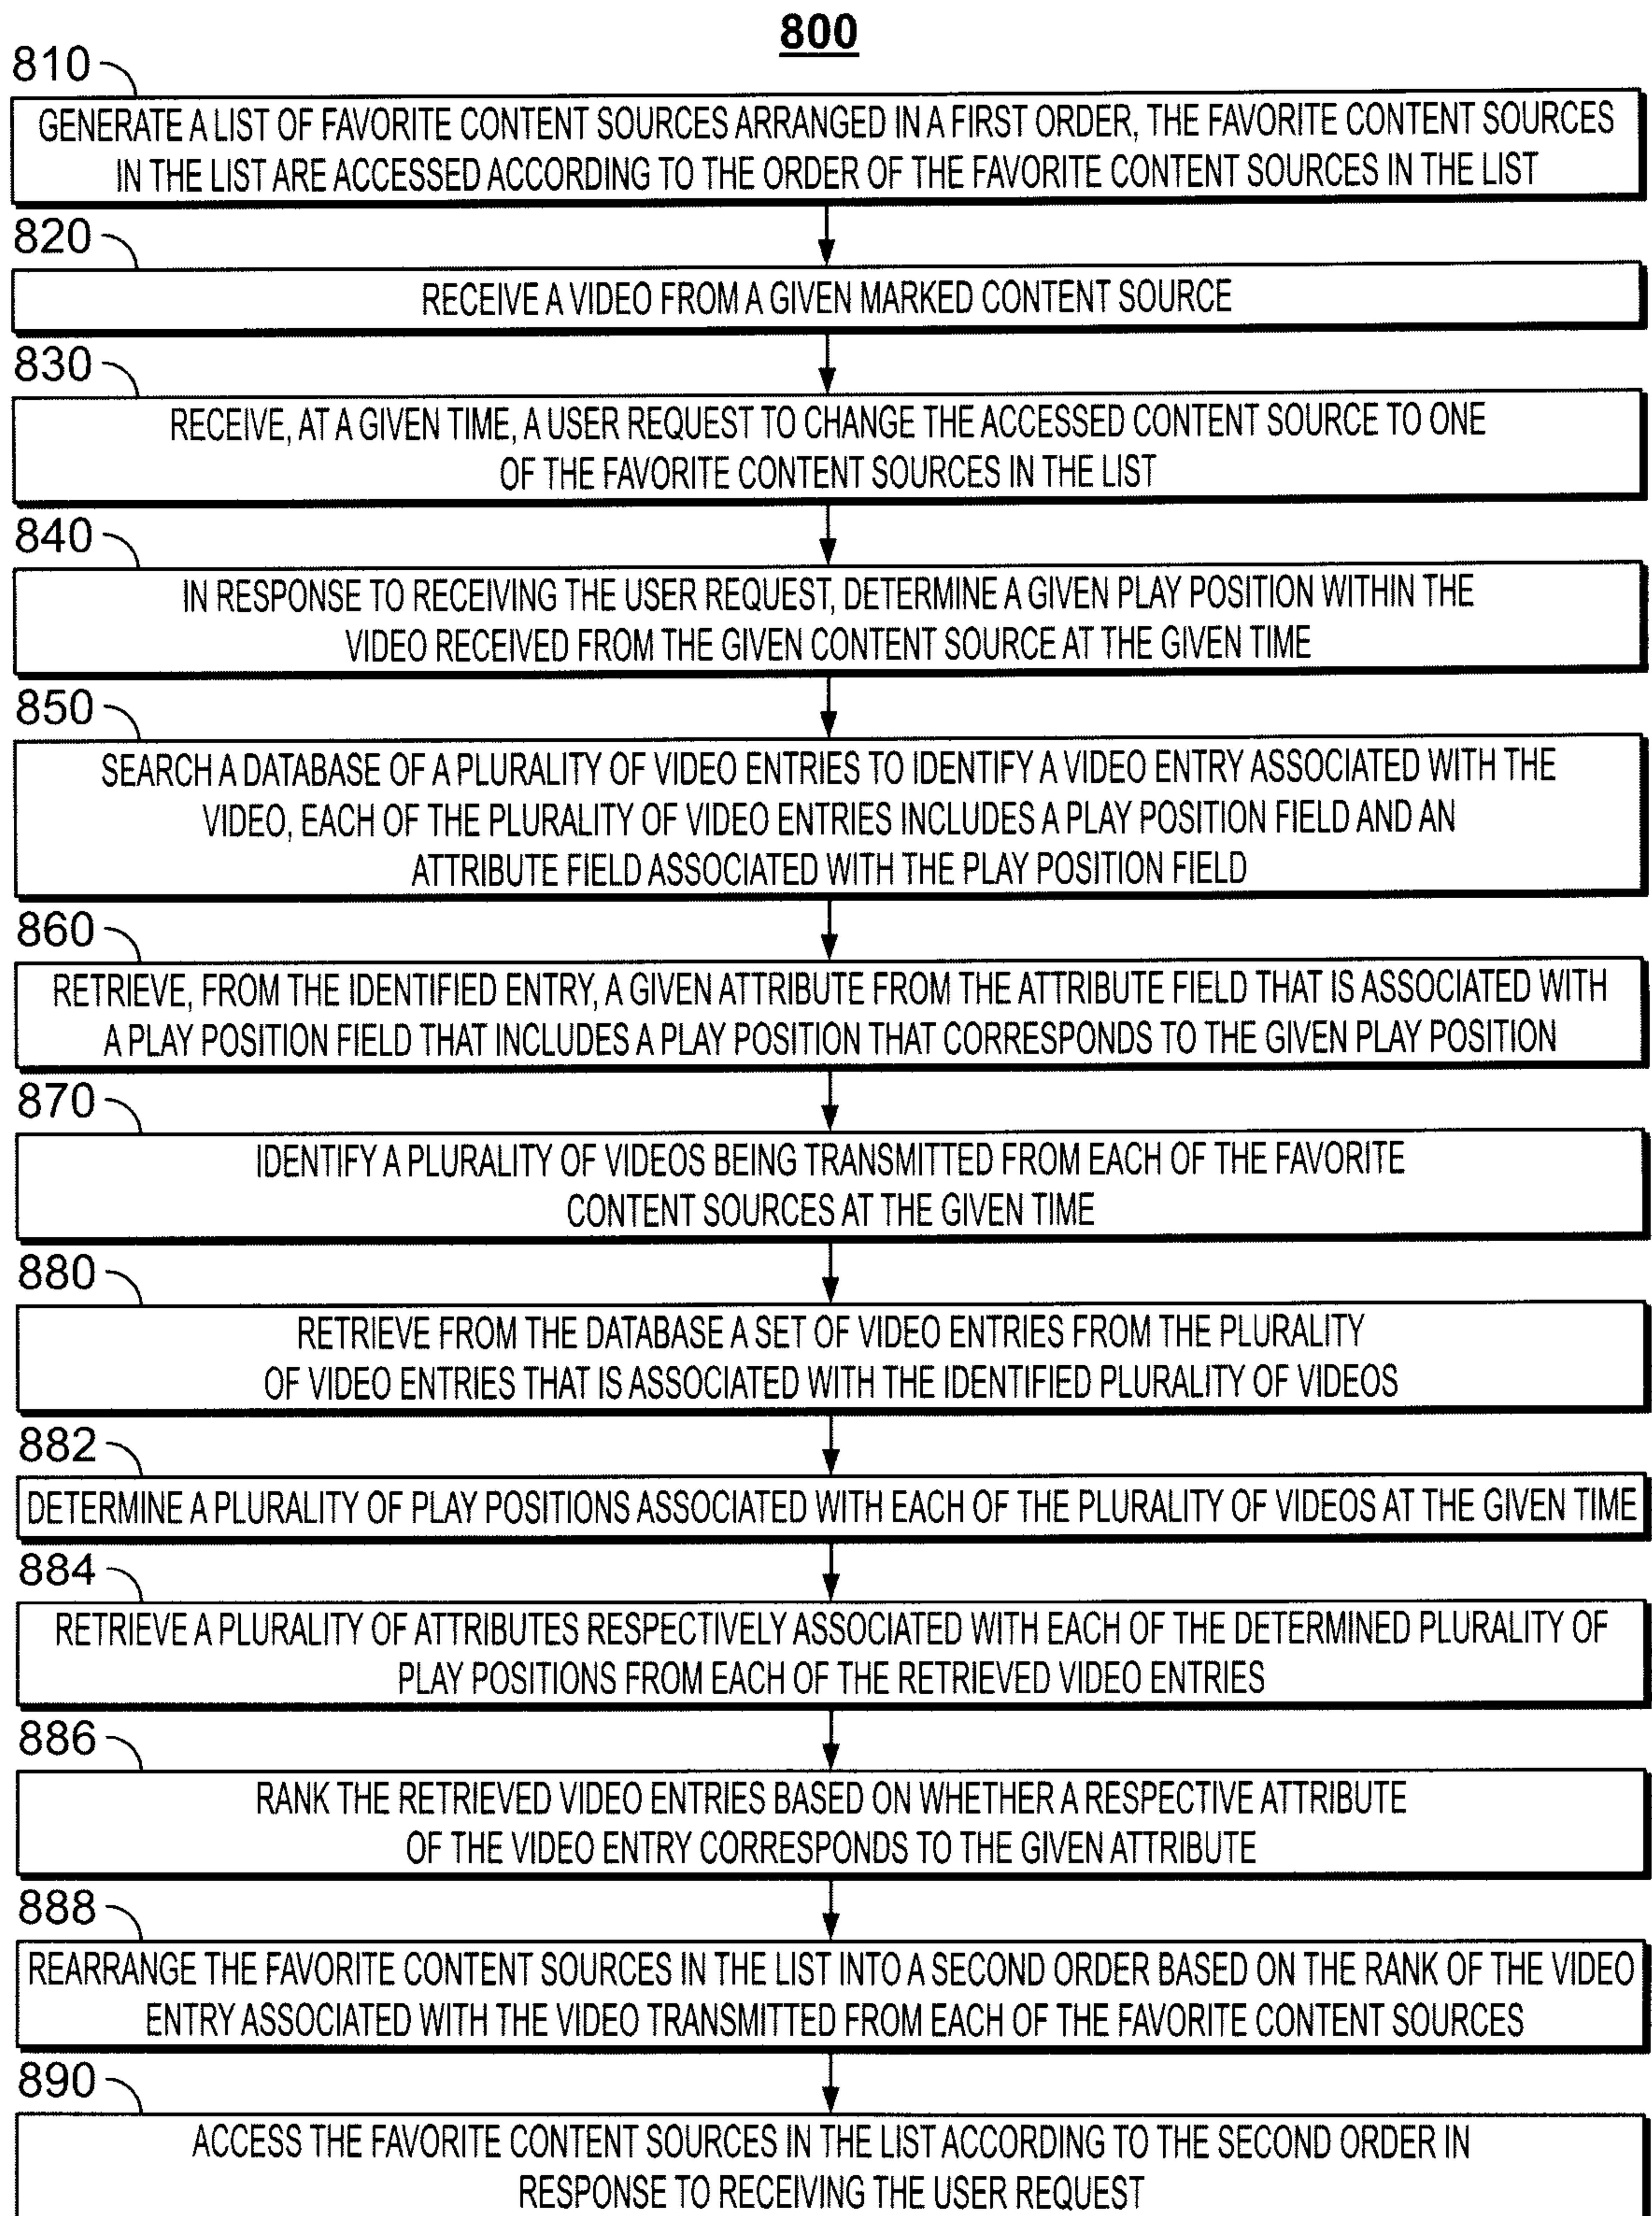 800
810
GENERATE A LIST OF FAVORITE CONTENT SOURCES ARRANGED IN A FIRST ORDER, THE FAVORITE CONTENT SOURCES
IN THE LIST ARE ACCESSED ACCORDING TO THE ORDER OF THE FAVORITE CONTENT SOURCES IN THE LIST
820
RECEIVE A VIDEO FROM A GIVEN MARKED CONTENT SOURCE
830
RECEIVE, AT A GIVEN TIME, A USER REQUEST TO CHANGE THE ACCESSED CONTENT SOURCE TO ONE
OF THE FAVORITE CONTENT SOURCES IN THE LIST
840
IN RESPONSE TO RECEIVING THE USER REQUEST, DETERMINE A GIVEN PLAY POSITION WITHIN THE
VIDEO RECEIVED FROM THE GIVEN CONTENT SOURCE AT THE GIVEN TIME
850
SEARCH A DATABASE OF A PLURALITY OF VIDEO ENTRIES TO IDENTIFY A VIDEO ENTRY ASSOCIATED WITH THE
VIDEO, EACH OF THE PLURALITY OF VIDEO ENTRIES INCLUDES A PLAY POSITION FIELD AND AN
ATTRIBUTE FIELD ASSOCIATED WITH THE PLAY POSITION FIELD
860
RETRIEVE, FROM THE IDENTIFIED ENTRY, A GIVEN ATTRIBUTE FROM THE ATTRIBUTE FIELD THAT IS ASSOCIATED WITH
A PLAY POSITION FIELD THAT INCLUDES A PLAY POSITION THAT CORRESPONDS TO THE GIVEN PLAY POSITION
870
IDENTIFY A PLURALITY OF VIDEOS BEING TRANSMITTED FROM EACH OF THE FAVORITE
CONTENT SOURCES AT THE GIVEN TIME
880
RETRIEVE FROM THE DATABASE A SET OF VIDEO ENTRIES FROM THE PLURALITY
OF VIDEO ENTRIES THAT IS ASSOCIATED WITH THE IDENTIFIED PLURALITY OF VIDEOS
882
DETERMINE A PLURALITY OF PLAY POSITIONS ASSOCIATED WITH EACH OF THE PLURALITY OF VIDEOS AT THE GIVEN TIME
884
RETRIEVE A PLURALITY OF ATTRIBUTES RESPECTIVELY ASSOCIATED WITH EACH OF THE DETERMINED PLURALITY OF
PLAY POSITIONS FROM EACH OF THE RETRIEVED VIDEO ENTRIES
886
RANK THE RETRIEVED VIDEO ENTRIES BASED ON WHETHER A RESPECTIVE ATTRIBUTE
OF THE VIDEO ENTRY CORRESPONDS TO THE GIVEN ATTRIBUTE
888
REARRANGE THE FAVORITE CONTENT SOURCES IN THE LIST INTO A SECOND ORDER BASED ON THE RANK OF THE VIDEO
ENTRY ASSOCIATED WITH THE VIDEO TRANSMITTED FROM EACH OF THE FAVORITE CONTENT SOURCES
890
ACCESS THE FAVORITE CONTENT SOURCES IN THE LIST ACCORDING TO THE SECOND ORDER IN
RESPONSE TO RECEIVING THE USER REQUEST